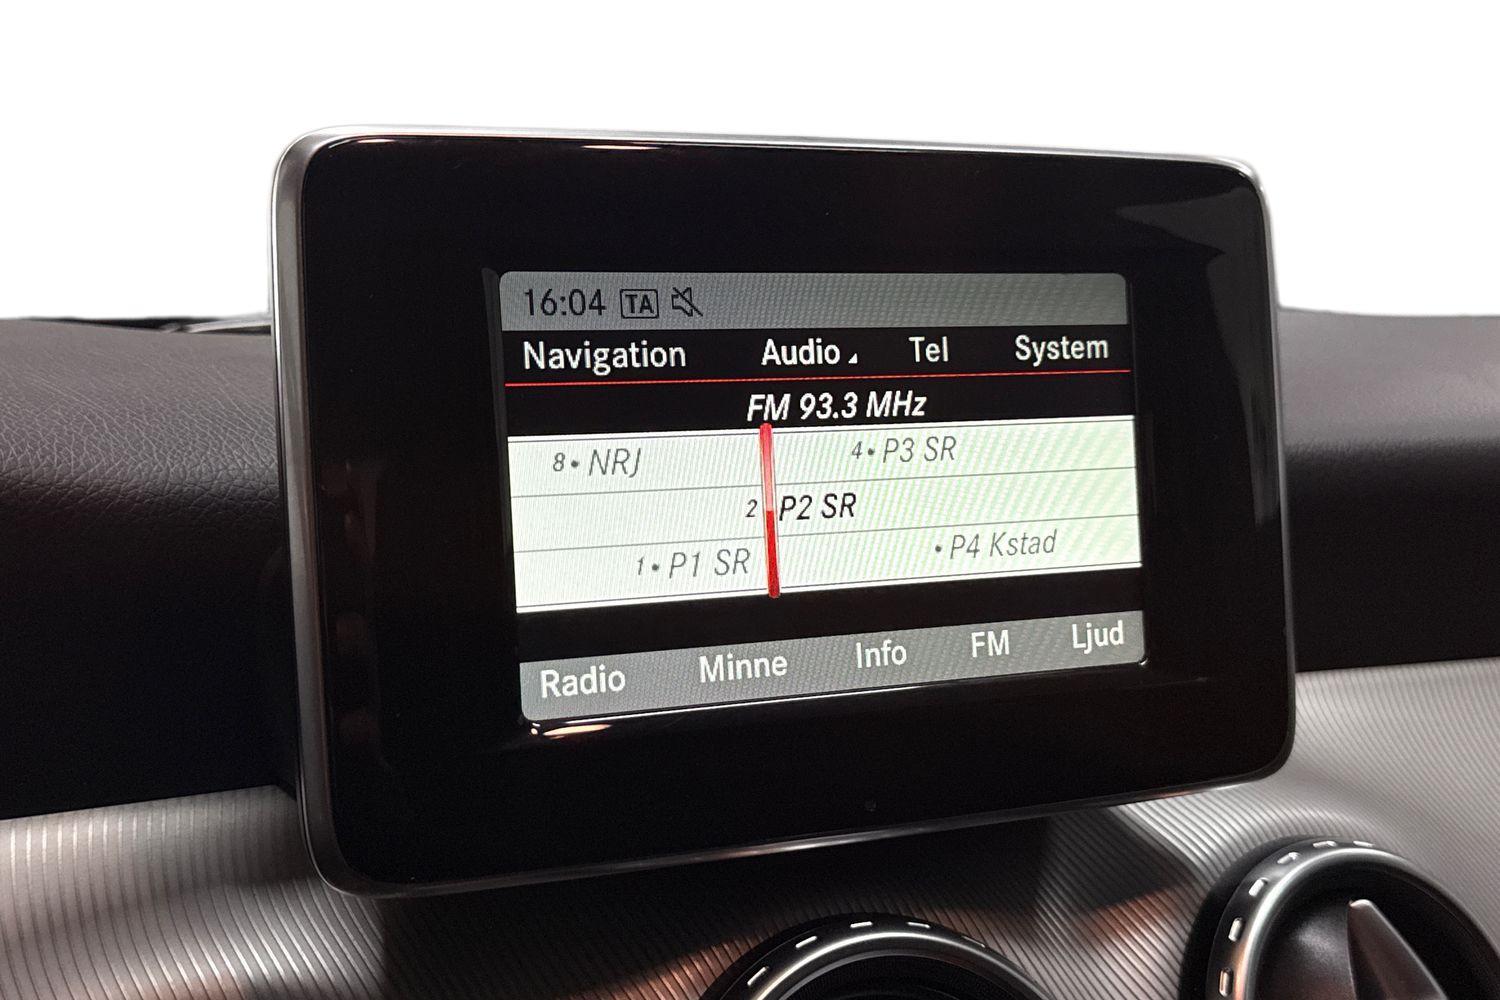 16:04 TA
Navigation Audio Tel System
FM 93.3 MHz
8• NRJ 4• P3 SR
2 P2 SR
1• P1 SR •P4 Kstad
Radio Minne Info FM Ljud